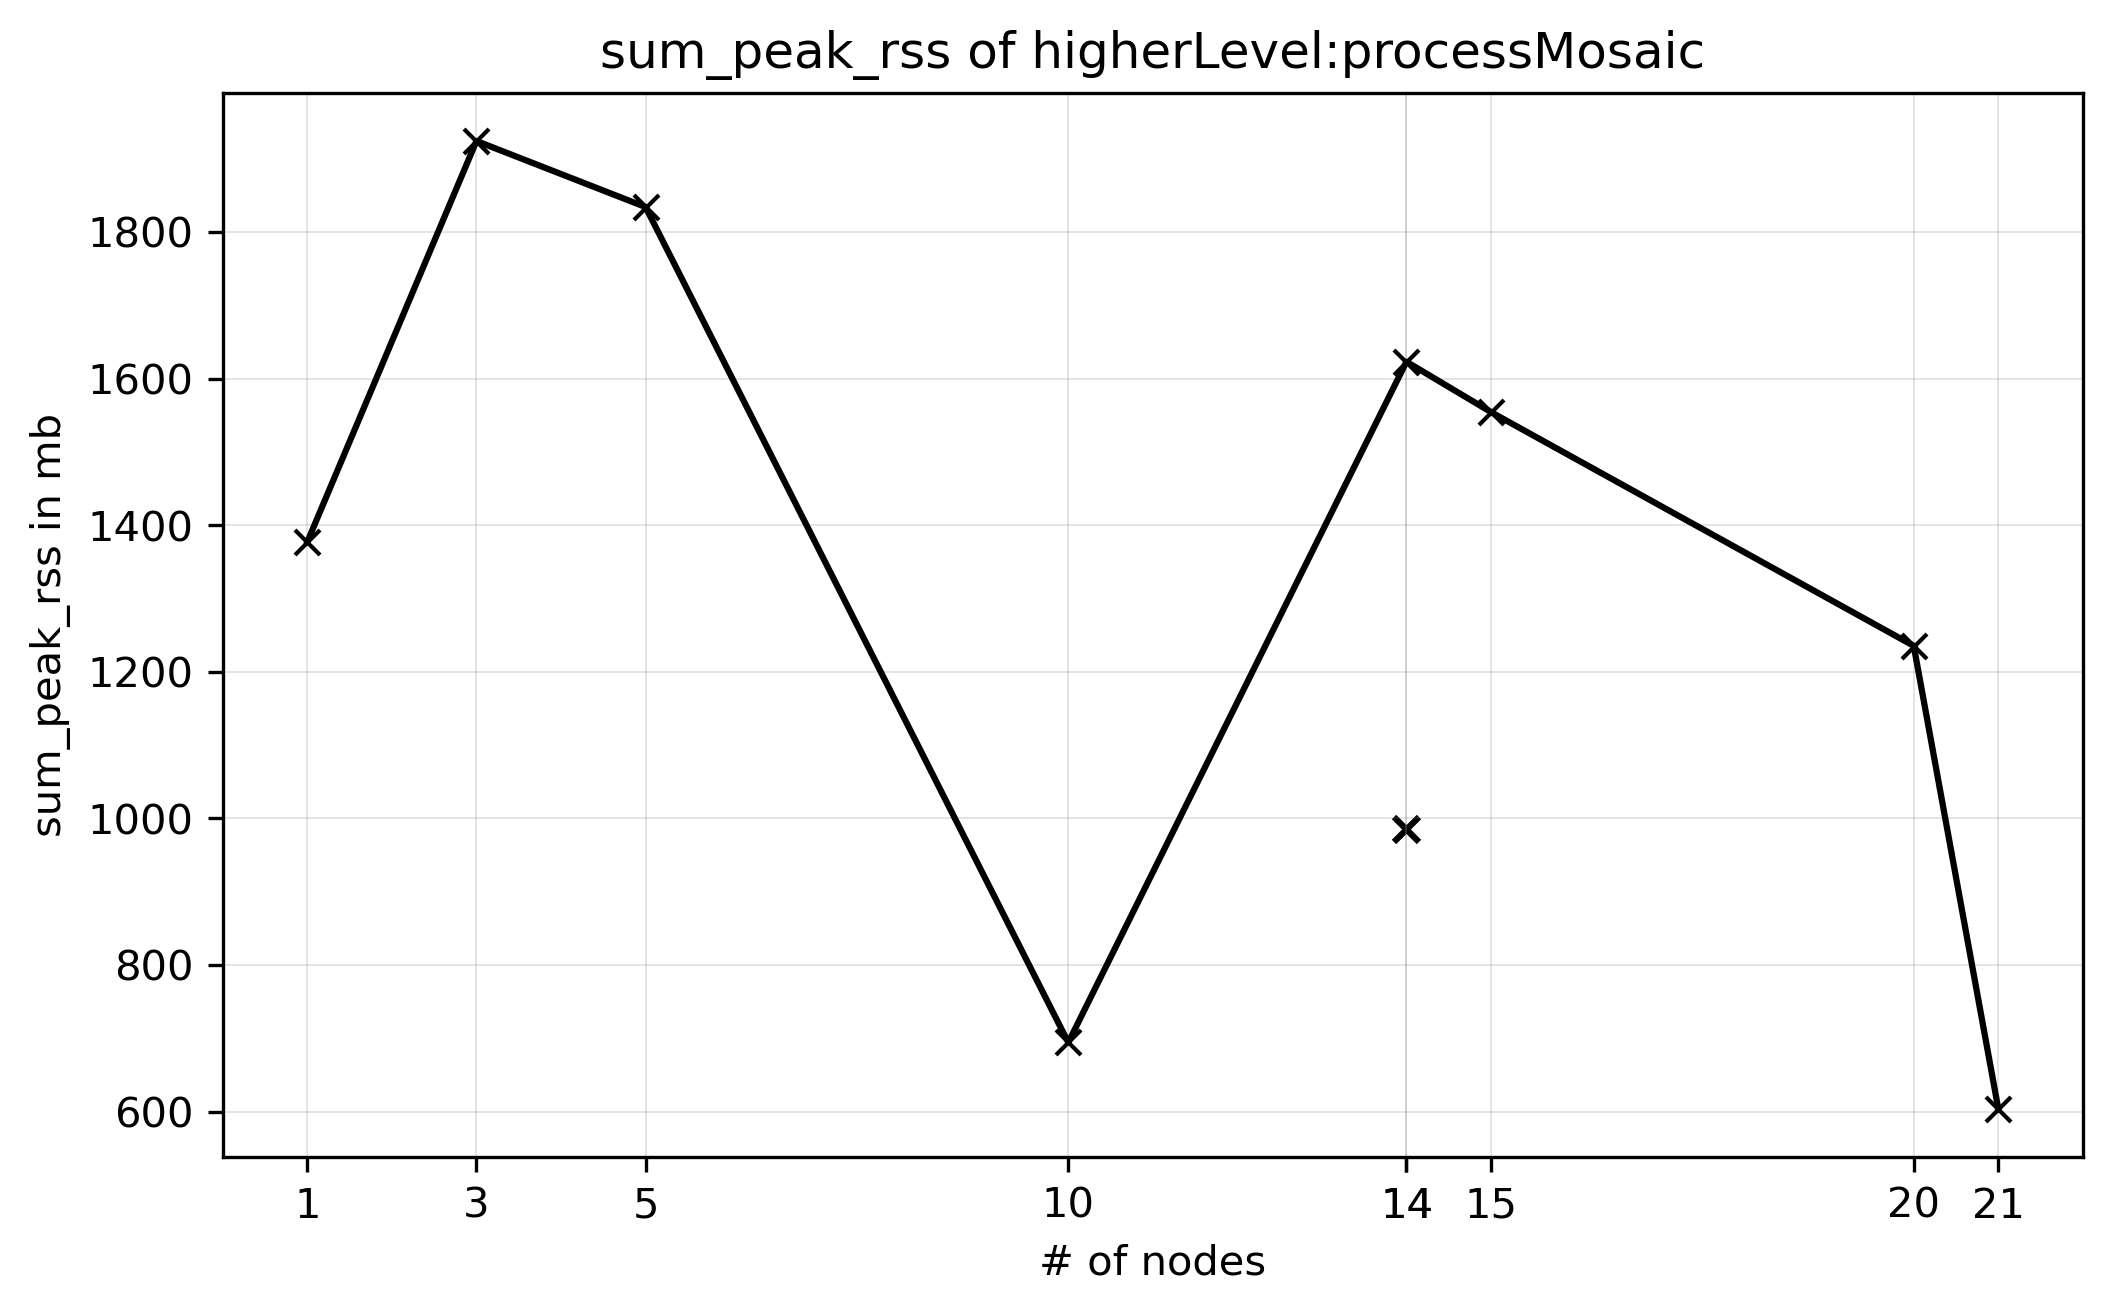 sum_peak_rss of higherLevel:processMosaic
sum_peak_rss in mb
1800
1600
1400
1200
1000
800
600
1 3 5 10 14 15 20 21
# of nodes